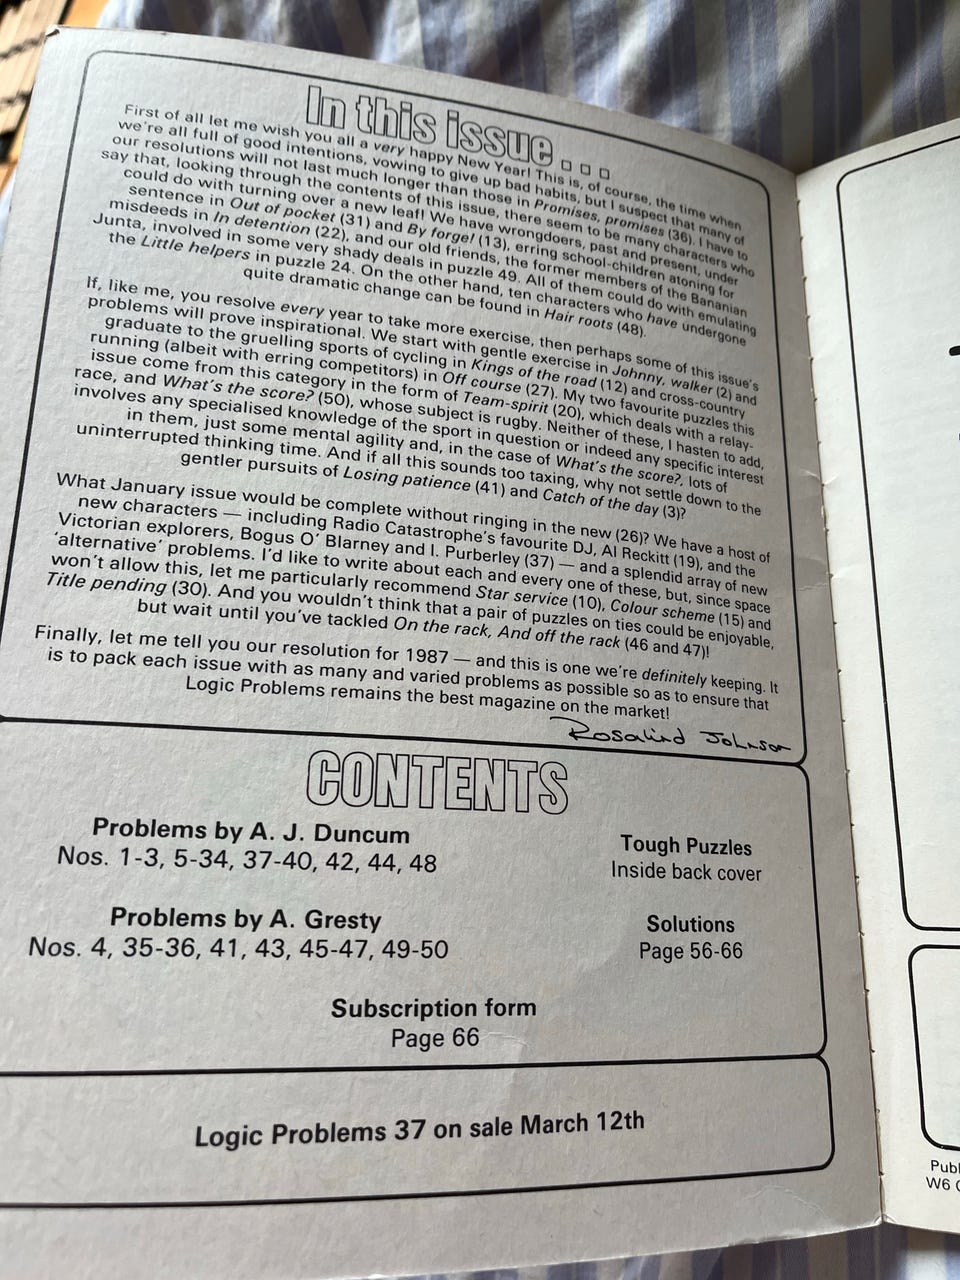 In this issue...
First of all let me wish you all a very happy New Year! This is, of course, the time when
we're all full of good intentions, vowing to give up bad habits, but I suspect that many of
our resolutions will not last much longer than those in Promises, promises (36). I have to
say that, looking through the contents of this issue, there seem to be many characters who
could do with turning over a new leaf! We have wrongdoers, past and present, under
sentence in Out of pocket (31) and By forge! (13), erring school-children atoning for
misdeeds in In detention (22), and our old friends, the former members of the Bananian
Junta, involved in some very shady deals in puzzle 49. All of them could do with emulating
the Little helpers in puzzle 24. On the other hand, ten characters who have undergone
quite dramatic change can be found in Hair roots (48).
If, like me, you resolve every year to take more exercise, then perhaps some of this issue's
problems will prove inspirational. We start with gentle exercise in Johnny, walker (2) and
graduate to the gruelling sports of cycling in Kings of the road (12) and cross-country
running (albeit with erring competitors) in Off course (27). My two favourite puzzles this
issue come from this category in the form of Team-spirit (20), which deals with a relay-
race, and What's the score? (50), whose subject is rugby. Neither of these, I hasten to add,
involves any specialised knowledge of the sport in question or indeed any specific interest
in them, just some mental agility and, in the case of What's the score?, lots of
uninterrupted thinking time. And if all this sounds too taxing, why not settle down to the
gentler pursuits of Losing patience (41) and Catch of the day (3)?
What January issue would be complete without ringing in the new (26)? We have a host of
new characters — including Radio Catastrophe's favourite DJ, Al Reckitt (19), and the
Victorian explorers, Bogus O' Blarney and I. Purberley (37) — and a splendid array of new
'alternative' problems. I'd like to write about each and every one of these, but, since space
won't allow this, let me particularly recommend Star service (10), Colour scheme (15) and
Title pending (30). And you wouldn't think that a pair of puzzles on ties could be enjoyable,
but wait until you've tackled On the rack, And off the rack (46 and 47)!
Finally, let me tell you our resolution for 1987 — and this is one we're definitely keeping. It
is to pack each issue with as many and varied problems as possible so as to ensure that
Logic Problems remains the best magazine on the market!
Rosalind Johnson
CONTENTS
Problems by A. J. Duncum
Nos. 1-3, 5-34, 37-40, 42, 44, 48
Tough Puzzles
Inside back cover
Problems by A. Gresty
Nos. 4, 35-36, 41, 43, 45-47, 49-50
Solutions
Page 56-66
Subscription form
Page 66
Logic Problems 37 on sale March 12th
Publ
W6